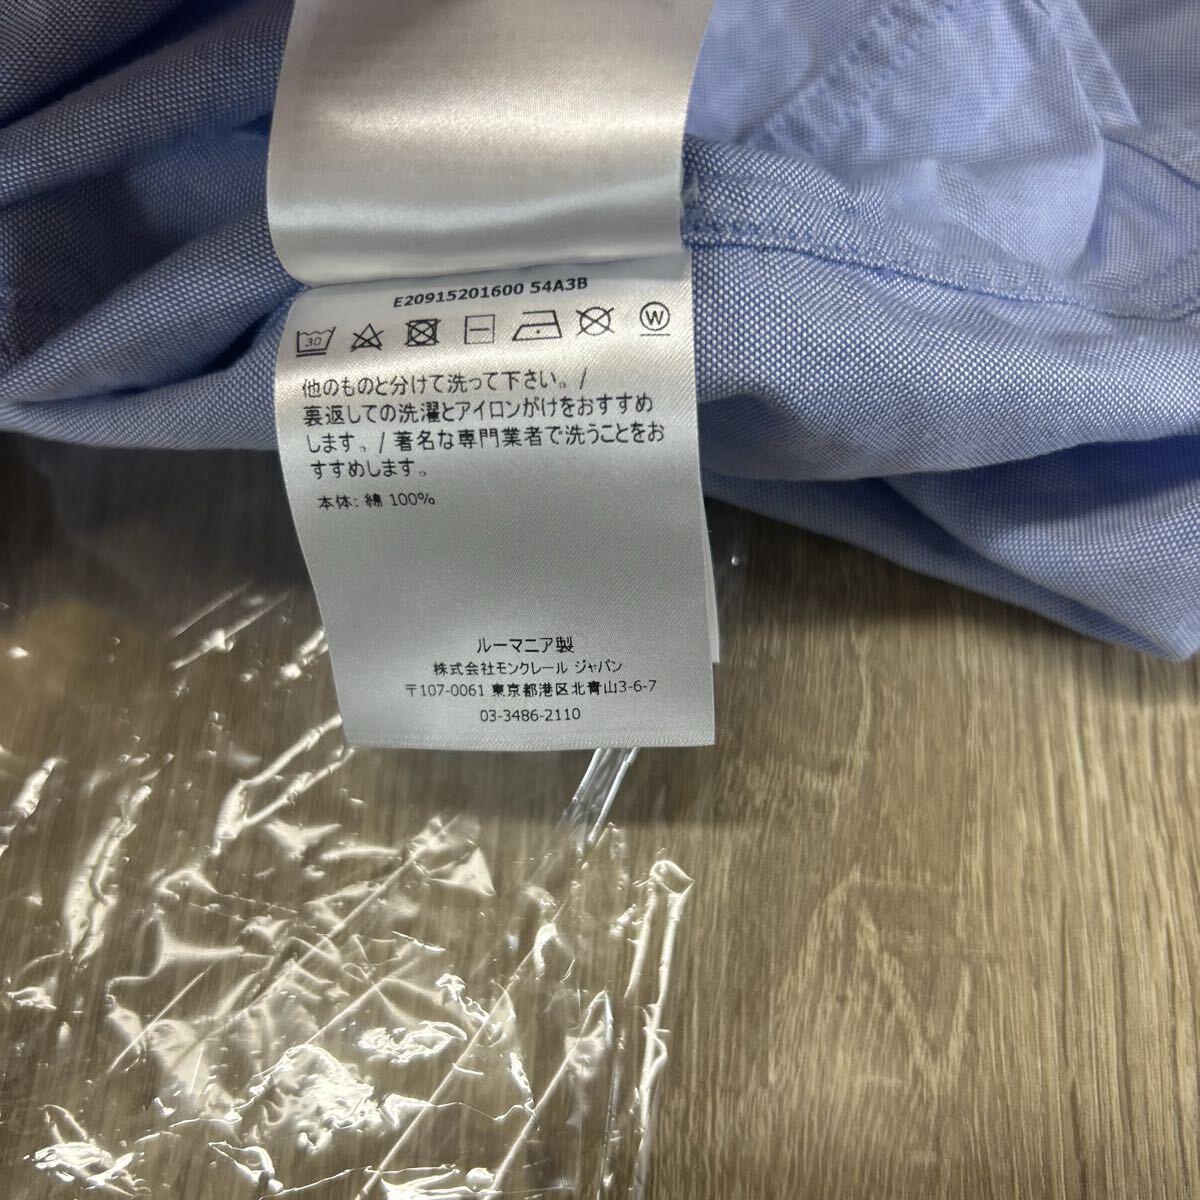 E20915201600 54A3B
30
W
他のものと分けて洗って下さい。/
裏返しての洗濯とアイロンがけをおすすめ
します。/ 著名な専門業者で洗うことをお
すすめします。
本体: 綿 100%
ルーマニア製
株式会社モンクレール ジャパン
〒107-0061 東京都港区北青山3-6-7
03-3486-2110